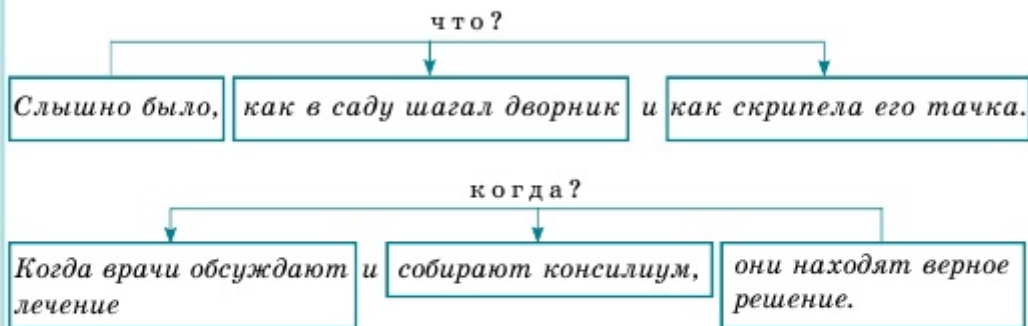 что?
Слышно было, как в саду шагал дворник и как скрипела его тачка.
когда?
Когда врачи обсуждают лечение и собирают консилиум, они находят верное решение.